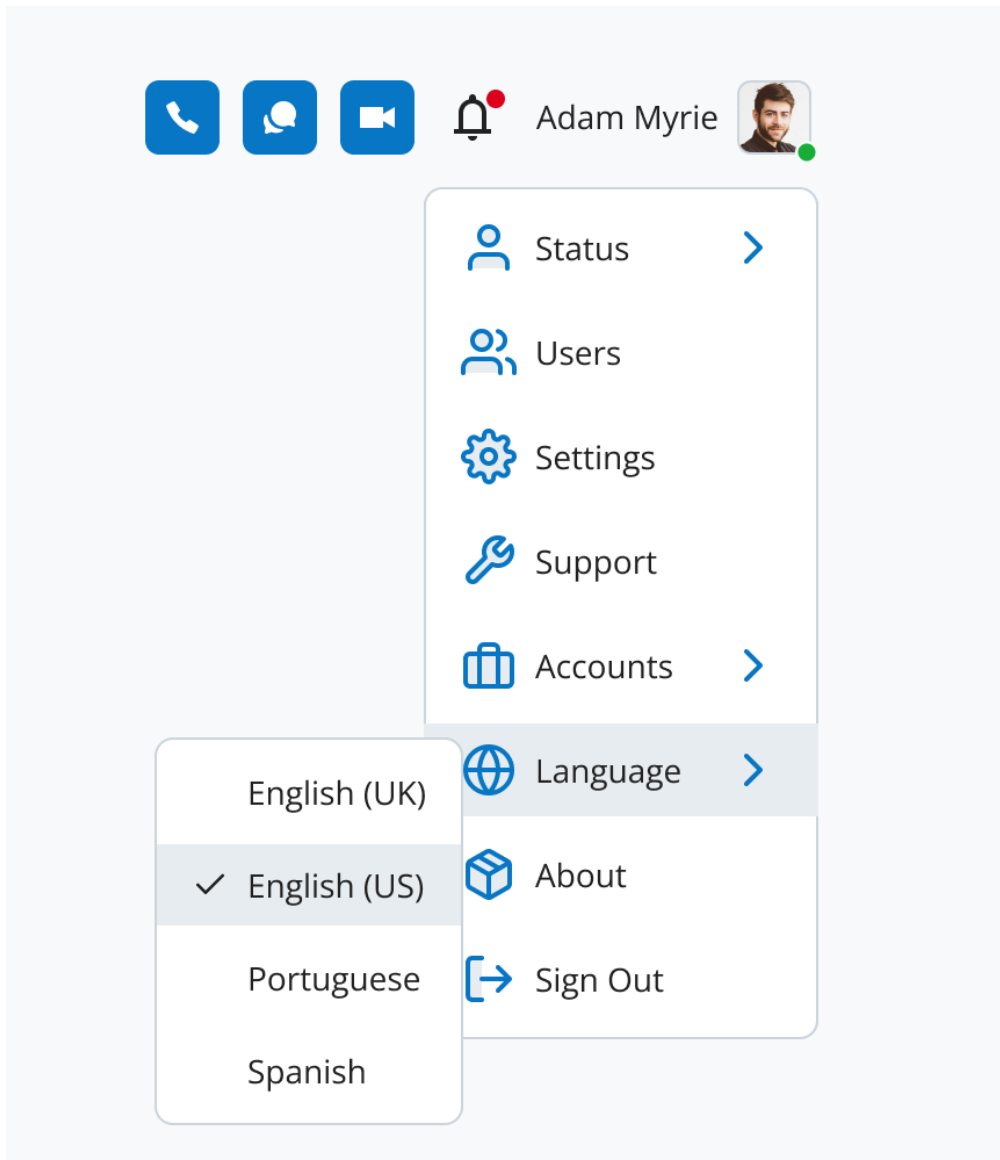 Adam Myrie
Status
Users
Settings
Support
Accounts
Language
About
Sign Out
English (UK)
English (US)
Portuguese
Spanish